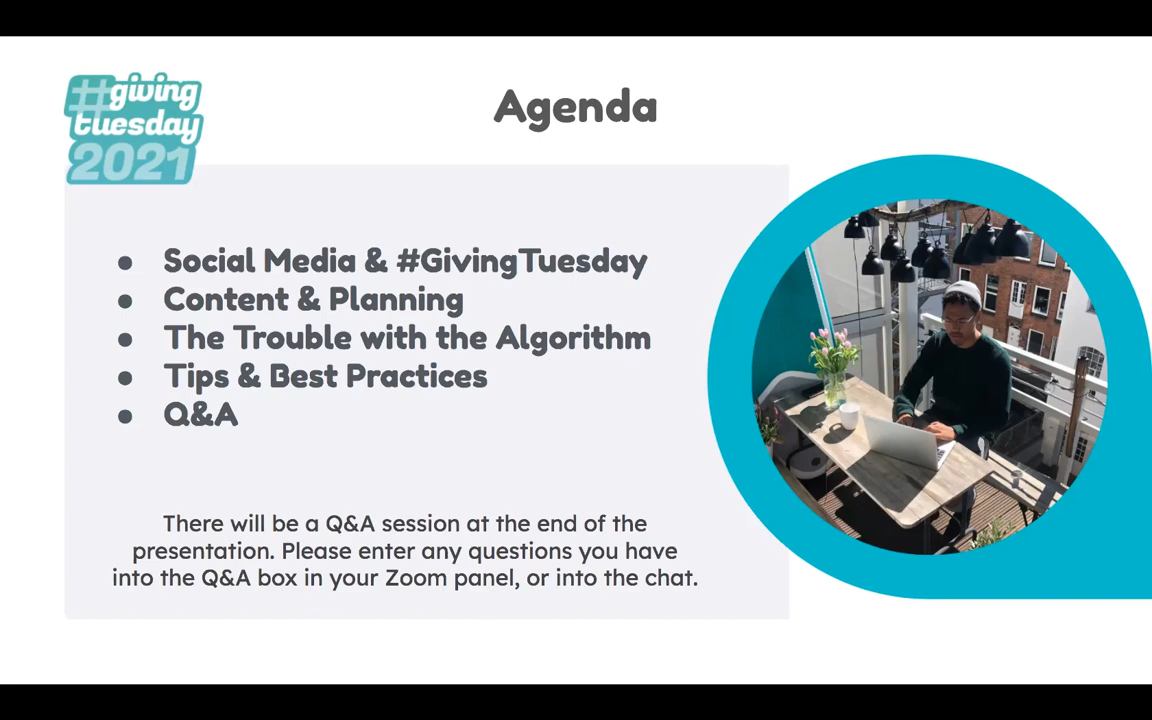 #giving
tuesday
2021
Agenda
● Social Media & #GivingTuesday
● Content & Planning
● The Trouble with the Algorithm
● Tips & Best Practices
● Q&A
There will be a Q&A session at the end of the
presentation. Please enter any questions you have
into the Q&A box in your Zoom panel, or into the chat.